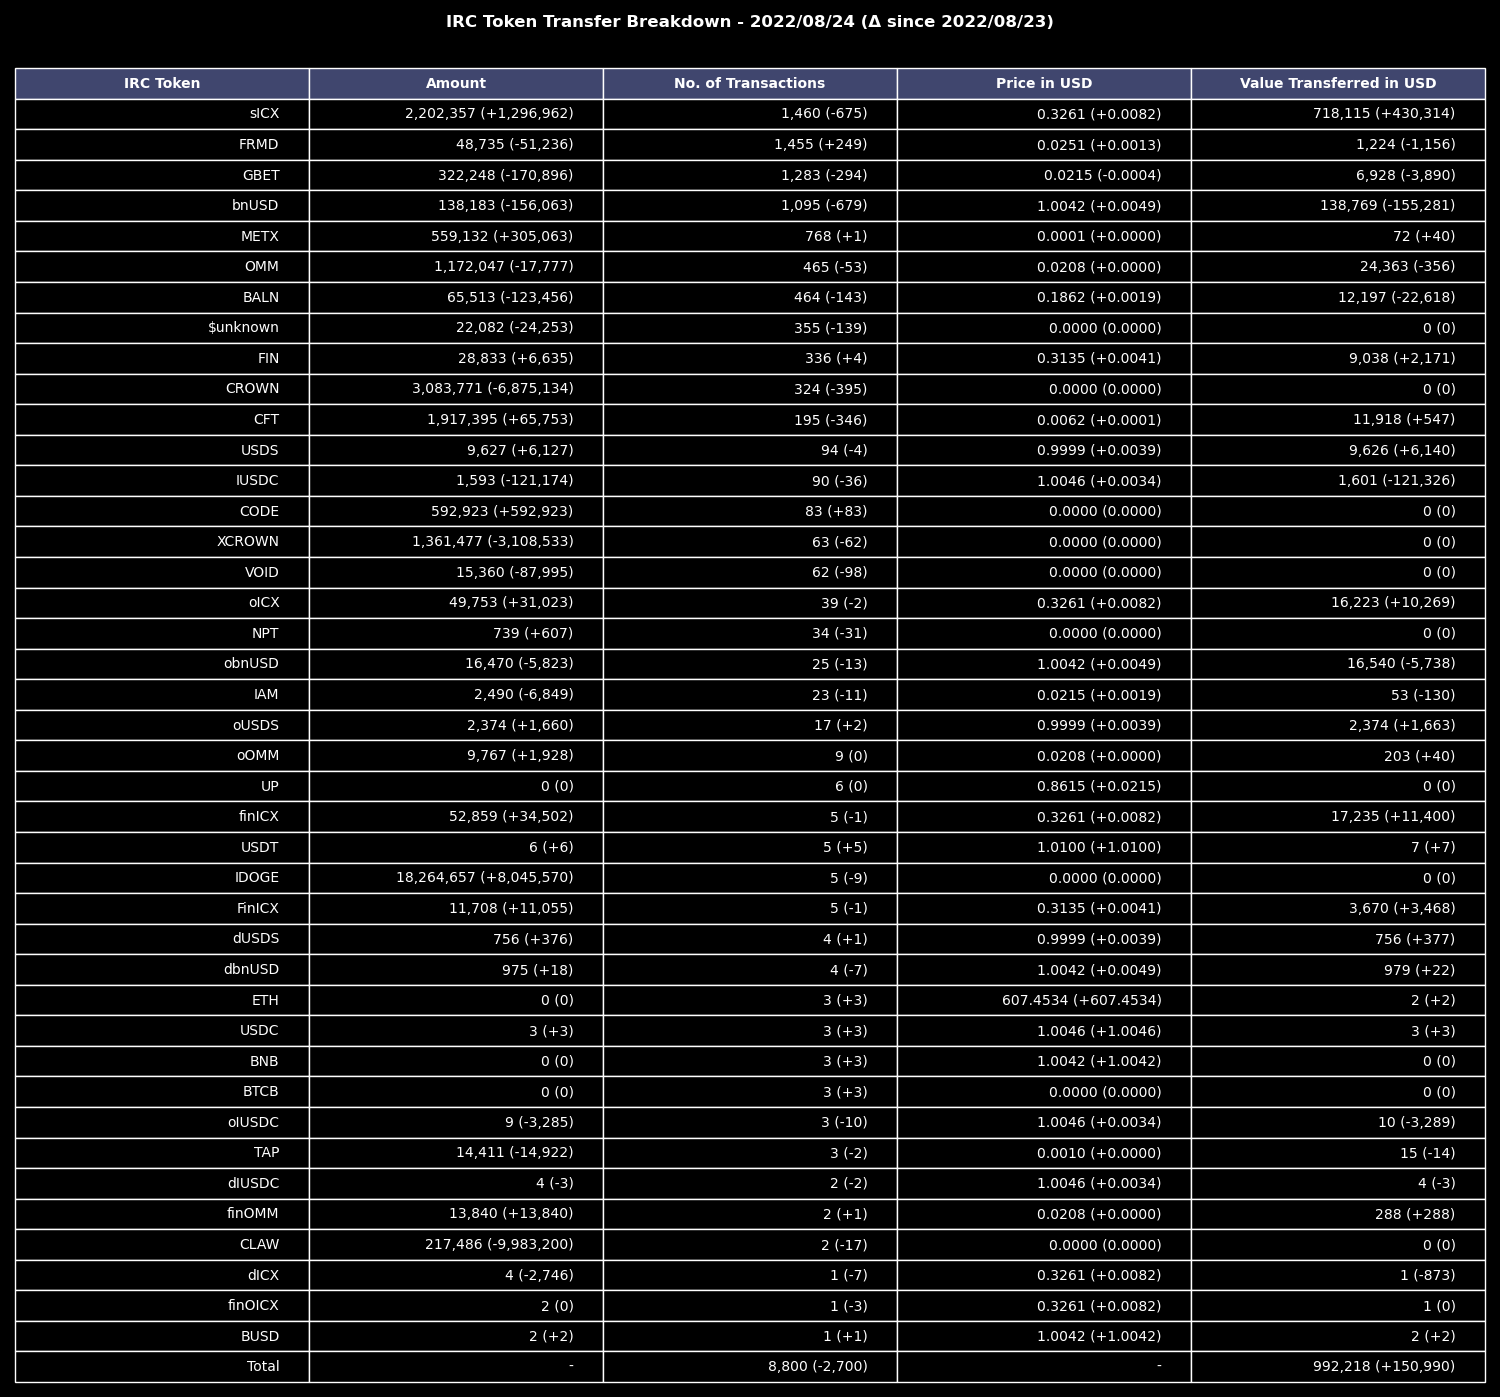 IRC Token Transfer Breakdown - 2022/08/24 (Δ since 2022/08/23)
IRC Token Amount No. of Transactions Price in USD Value Transferred in USD
sICX 2,202,357 (+1,296,962) 1,460 (-675) 0.3261 (+0.0082) 718,115 (+430,314)
FRMD 48,735 (-51,236) 1,455 (+249) 0.0251 (+0.0013) 1,224 (-1,156)
GBET 322,248 (-170,896) 1,283 (-294) 0.0215 (-0.0004) 6,928 (-3,890)
bnUSD 138,183 (-156,063) 1,095 (-679) 1.0042 (+0.0049) 138,769 (-155,281)
METX 559,132 (+305,063) 768 (+1) 0.0001 (+0.0000) 72 (+40)
OMM 1,172,047 (-17,777) 465 (-53) 0.0208 (+0.0000) 24,363 (-356)
BALN 65,513 (-123,456) 464 (-143) 0.1862 (+0.0019) 12,197 (-22,618)
$unknown 22,082 (-24,253) 355 (-139) 0.0000 (0.0000) 0 (0)
FIN 28,833 (+6,635) 336 (+4) 0.3135 (+0.0041) 9,038 (+2,171)
CROWN 3,083,771 (-6,875,134) 324 (-395) 0.0000 (0.0000) 0 (0)
CFT 1,917,395 (+65,753) 195 (-346) 0.0062 (+0.0001) 11,918 (+547)
USDS 9,627 (+6,127) 94 (-4) 0.9999 (+0.0039) 9,626 (+6,140)
IUSDC 1,593 (-121,174) 90 (-36) 1.0046 (+0.0034) 1,601 (-121,326)
CODE 592,923 (+592,923) 83 (+83) 0.0000 (0.0000) 0 (0)
XCROWN 1,361,477 (-3,108,533) 63 (-62) 0.0000 (0.0000) 0 (0)
VOID 15,360 (-87,995) 62 (-98) 0.0000 (0.0000) 0 (0)
oICX 49,753 (+31,023) 39 (-2) 0.3261 (+0.0082) 16,223 (+10,269)
NPT 739 (+607) 34 (-31) 0.0000 (0.0000) 0 (0)
obnUSD 16,470 (-5,823) 25 (-13) 1.0042 (+0.0049) 16,540 (-5,738)
IAM 2,490 (-6,849) 23 (-11) 0.0215 (+0.0019) 53 (-130)
oUSDS 2,374 (+1,660) 17 (+2) 0.9999 (+0.0039) 2,374 (+1,663)
oOMM 9,767 (+1,928) 9 (0) 0.0208 (+0.0000) 203 (+40)
UP 0 (0) 6 (0) 0.8615 (+0.0215) 0 (0)
finICX 52,859 (+34,502) 5 (-1) 0.3261 (+0.0082) 17,235 (+11,400)
USDT 6 (+6) 5 (+5) 1.0100 (+1.0100) 7 (+7)
IDOGE 18,264,657 (+8,045,570) 5 (-9) 0.0000 (0.0000) 0 (0)
FinICX 11,708 (+11,055) 5 (-1) 0.3135 (+0.0041) 3,670 (+3,468)
dUSDS 756 (+376) 4 (+1) 0.9999 (+0.0039) 756 (+377)
dbnUSD 975 (+18) 4 (-7) 1.0042 (+0.0049) 979 (+22)
ETH 0 (0) 3 (+3) 607.4534 (+607.4534) 2 (+2)
USDC 3 (+3) 3 (+3) 1.0046 (+1.0046) 3 (+3)
BNB 0 (0) 3 (+3) 1.0042 (+1.0042) 0 (0)
BTCB 0 (0) 3 (+3) 0.0000 (0.0000) 0 (0)
oIUSDC 9 (-3,285) 3 (-10) 1.0046 (+0.0034) 10 (-3,289)
TAP 14,411 (-14,922) 3 (-2) 0.0010 (+0.0000) 15 (-14)
dIUSDC 4 (-3) 2 (-2) 1.0046 (+0.0034) 4 (-3)
finOMM 13,840 (+13,840) 2 (+1) 0.0208 (+0.0000) 288 (+288)
CLAW 217,486 (-9,983,200) 2 (-17) 0.0000 (0.0000) 0 (0)
dICX 4 (-2,746) 1 (-7) 0.3261 (+0.0082) 1 (-873)
finOICX 2 (0) 1 (-3) 0.3261 (+0.0082) 1 (0)
BUSD 2 (+2) 1 (+1) 1.0042 (+1.0042) 2 (+2)
Total - 8,800 (-2,700) - 992,218 (+150,990)